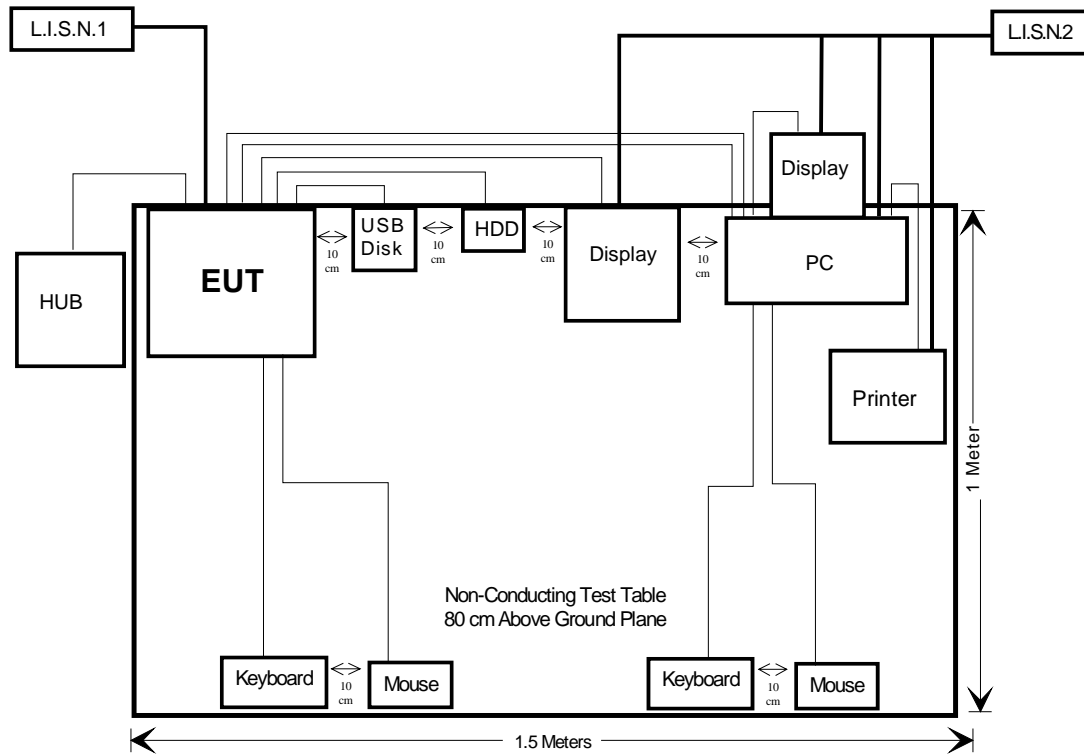 L.I.S.N.1
L.I.S.N.2
Display
USB
Disk
HDD
Display
PC
EUT
10
cm
10
cm
10
cm
10
cm
HUB
Printer
1 Meter
Non-Conducting Test Table
80 cm Above Ground Plane
Keyboard
10
cm
Mouse
Keyboard
10
cm
Mouse
1.5 Meters